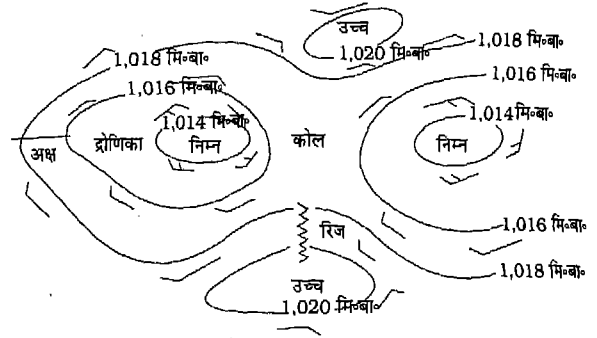 उच्च
1,020 मि॰बा॰
1,018 मि॰बा॰
1,018 मि॰बा॰
1,016 मि॰बा॰
1,016 मि॰बा॰
1,014 मि॰बा॰
1,014मि॰बा॰
अक्ष
द्रोणिका
निम्न
कोल
निम्न
1,016 मि॰बा॰
रिज
1,018 मि॰बा॰
उच्च
1,020 मि॰बा॰